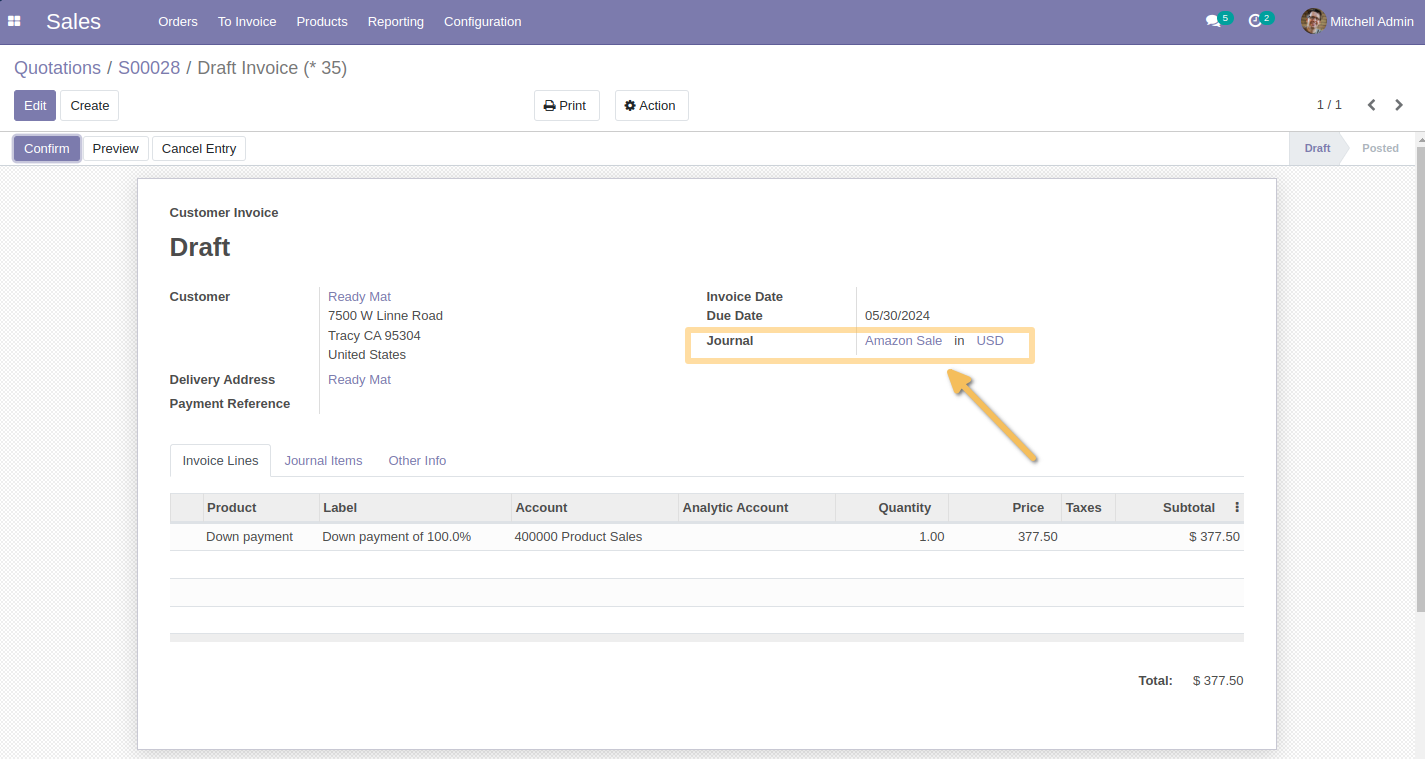 Sales Orders To Invoice Products Reporting Configuration 5 2 Mitchell Admin
Quotations / S00028 / Draft Invoice (* 35)
Edit Create Print Action 1 / 1
Confirm Preview Cancel Entry Draft Posted
Customer Invoice
Draft
Customer Ready Mat Invoice Date
7500 W Linne Road Due Date 05/30/2024
Tracy CA 95304
Journal Amazon Sale in USD
United States
Delivery Address Ready Mat
Payment Reference
Invoice Lines Journal Items Other Info
Product Label Account Analytic Account Quantity Price Taxes Subtotal
Down payment Down payment of 100.0% 400000 Product Sales 1.00 377.50 $ 377.50
Total: $ 377.50